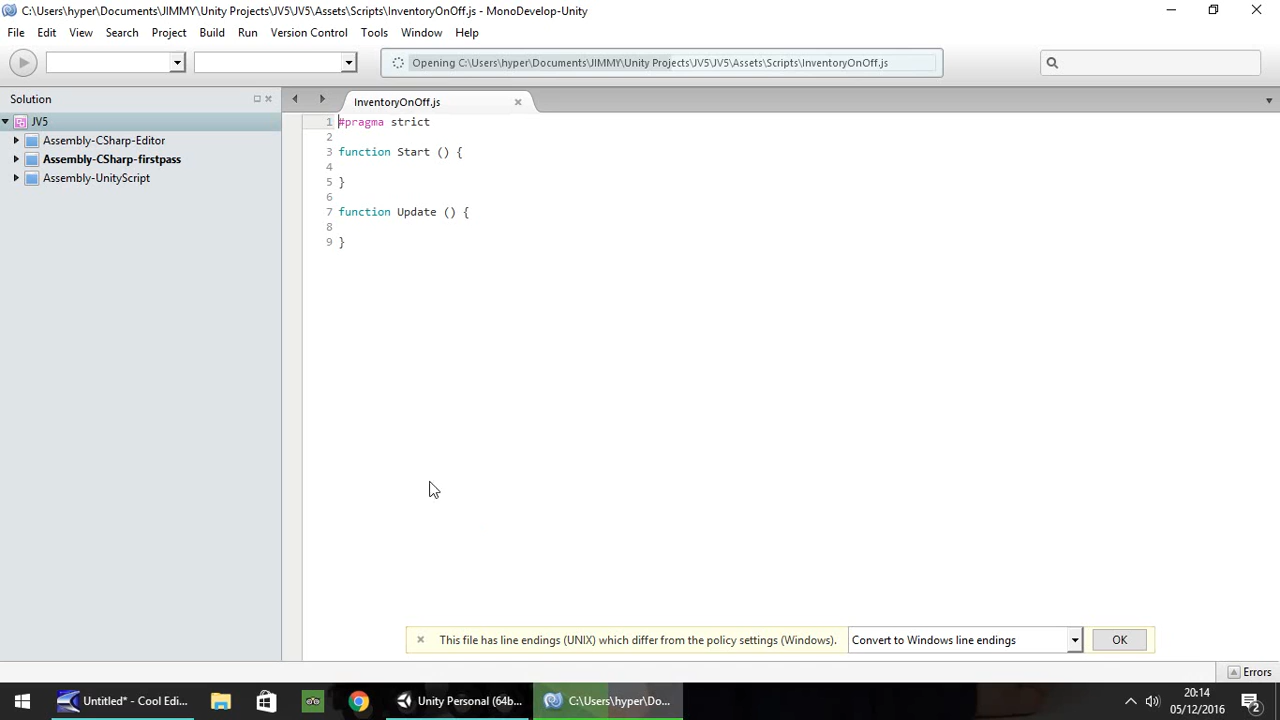 C:\Users\hyper\Documents\JIMMY\Unity Projects\JV5\JV5\Assets\Scripts\InventoryOnOff.js - MonoDevelop-Unity
File Edit View Search Project Build Run Version Control Tools Window Help
Opening C:\Users\hyper\Documents\JIMMY\Unity Projects\JV5\JV5\Assets\Scripts\InventoryOnOff.js
Solution
JV5
Assembly-CSharp-Editor
Assembly-CSharp-firstpass
Assembly-UnityScript
InventoryOnOff.js
1 #pragma strict
2
3 function Start () {
4
5 }
6
7 function Update () {
8
9 }
This file has line endings (UNIX) which differ from the policy settings (Windows). Convert to Windows line endings OK
Errors
Untitled* - Cool Edi...
Unity Personal (64b...
C:\Users\hyper\Do...
20:14
05/12/2016
2